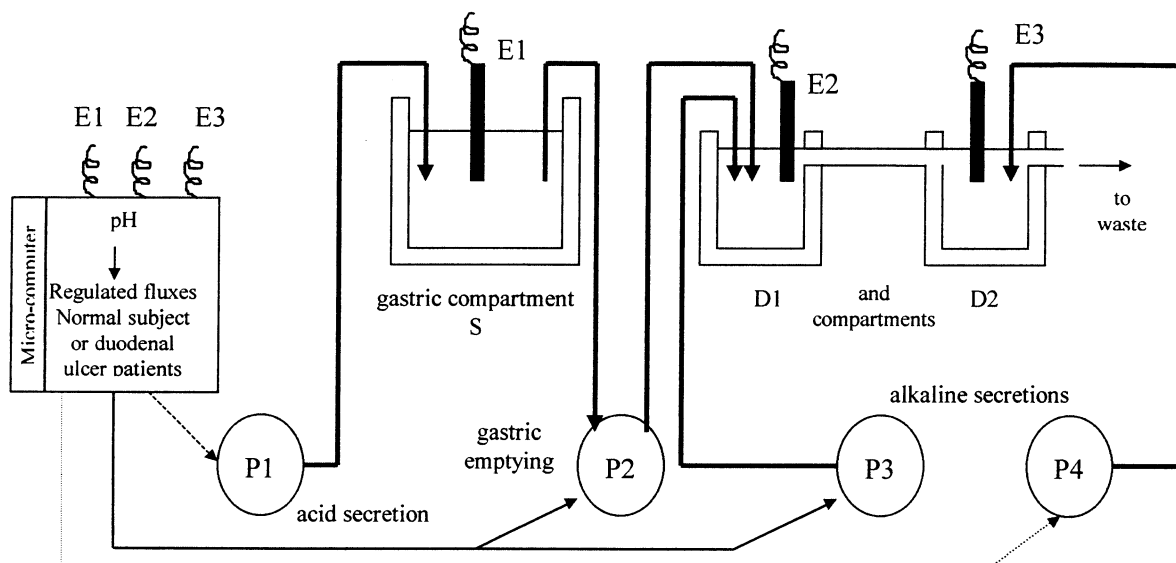 E1
E2
E3
E1
E2
E3
Micro-commuter
pH
Regulated fluxes
Normal subject
or duodenal
ulcer patients
gastric compartment
S
D1
and
compartments
D2
to
waste
alkaline secretions
P1
acid secretion
gastric
emptying
P2
P3
P4